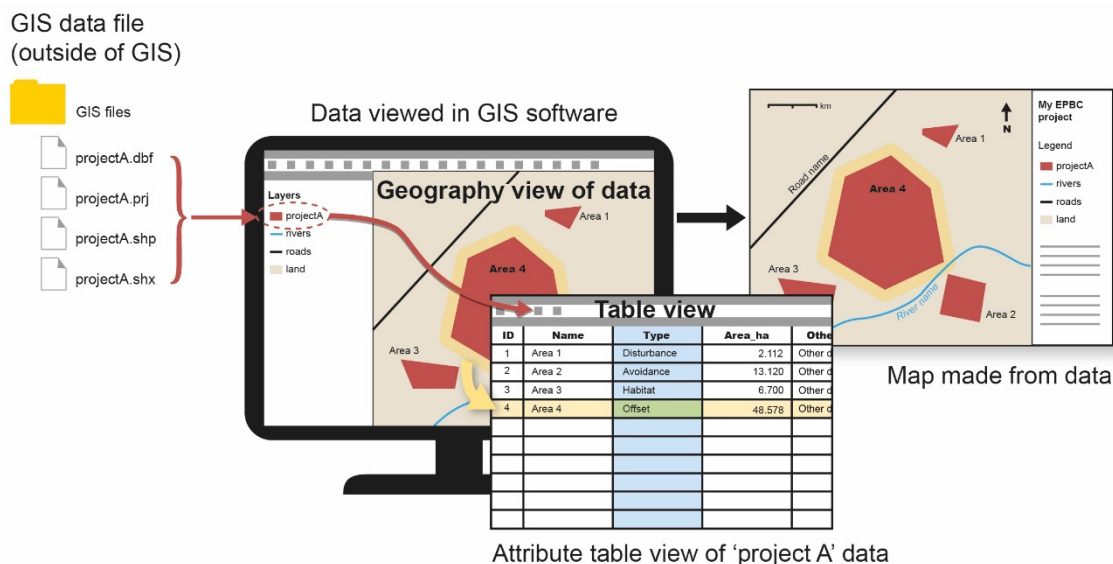 GIS data file
(outside of GIS)
GIS files
projectA.dbf
projectA.prj
projectA.shp
projectA.shx
Data viewed in GIS software
Layers
projectA
rivers
roads
land
Geography view of data
Area 1
Area 4
Area 3
Table view
ID Name Type Area_ha Othe
1 Area 1 Disturbance 2.112 Other d
2 Area 2 Avoidance 13.120 Other d
3 Area 3 Habitat 6.700 Other d
4 Area 4 Offset 48.578 Other d
Attribute table view of ‘project A’ data
km
N
Road name
Area 1
Area 4
Area 3
River name
Area 2
My EPBC
project
Legend
projectA
rivers
roads
land
Map made from data